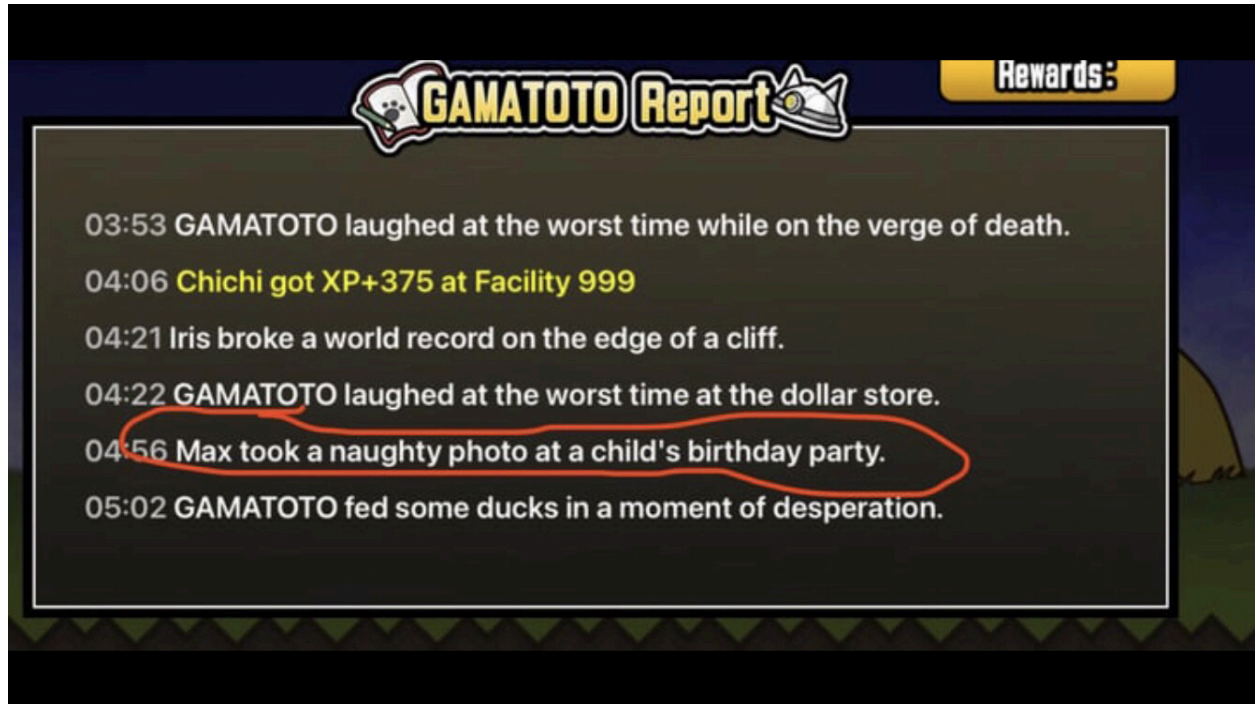 Rewards:
GAMATOTO Report
03:53 GAMATOTO laughed at the worst time while on the verge of death.
04:06 Chichi got XP+375 at Facility 999
04:21 Iris broke a world record on the edge of a cliff.
04:22 GAMATOTO laughed at the worst time at the dollar store.
04:56 Max took a naughty photo at a child's birthday party.
05:02 GAMATOTO fed some ducks in a moment of desperation.